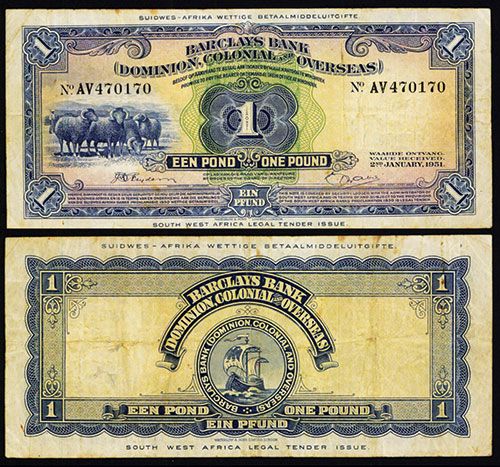 SUIDWES-AFRIKA WETTIGE BETAALMIDDELUITGIFTE
1 1
BARCLAYS BANK
(DOMINION, COLONIAL AND OVERSEAS)
No AV470170 No AV470170
1
EEN POND ONE POUND
WAARDE ONTVANG.
VALUE RECEIVED.
2ND JANUARY, 1951.
EIN
PFUND
1 1
SOUTH WEST AFRICA LEGAL TENDER ISSUE.
SUIDWES-AFRIKA WETTIGE BETAALMIDDELUITGIFTE.
1 1
BARCLAYS BANK
(DOMINION, COLONIAL AND OVERSEAS)
BARCLAYS BANK (DOMINION COLONIAL AND OVERSEAS)
1 1
EEN POND ONE POUND
EIN PFUND
SOUTH WEST AFRICA LEGAL TENDER ISSUE.